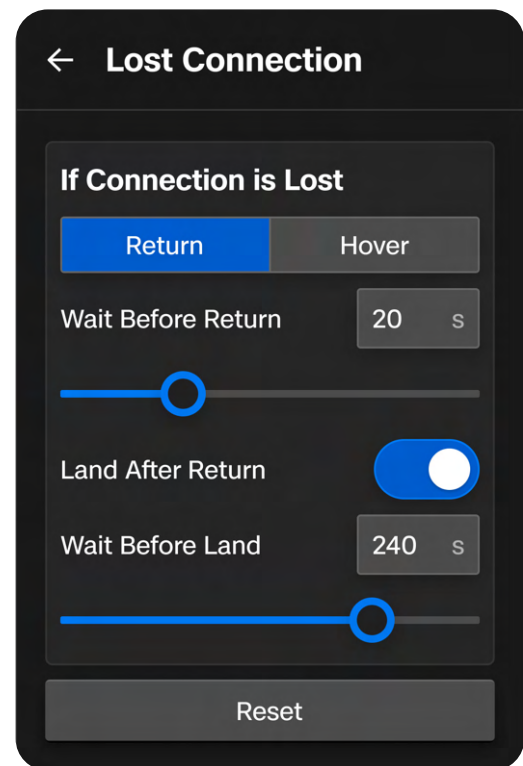 Lost Connection
If Connection is Lost
Return Hover
Wait Before Return 20 s
Land After Return
Wait Before Land 240 s
Reset